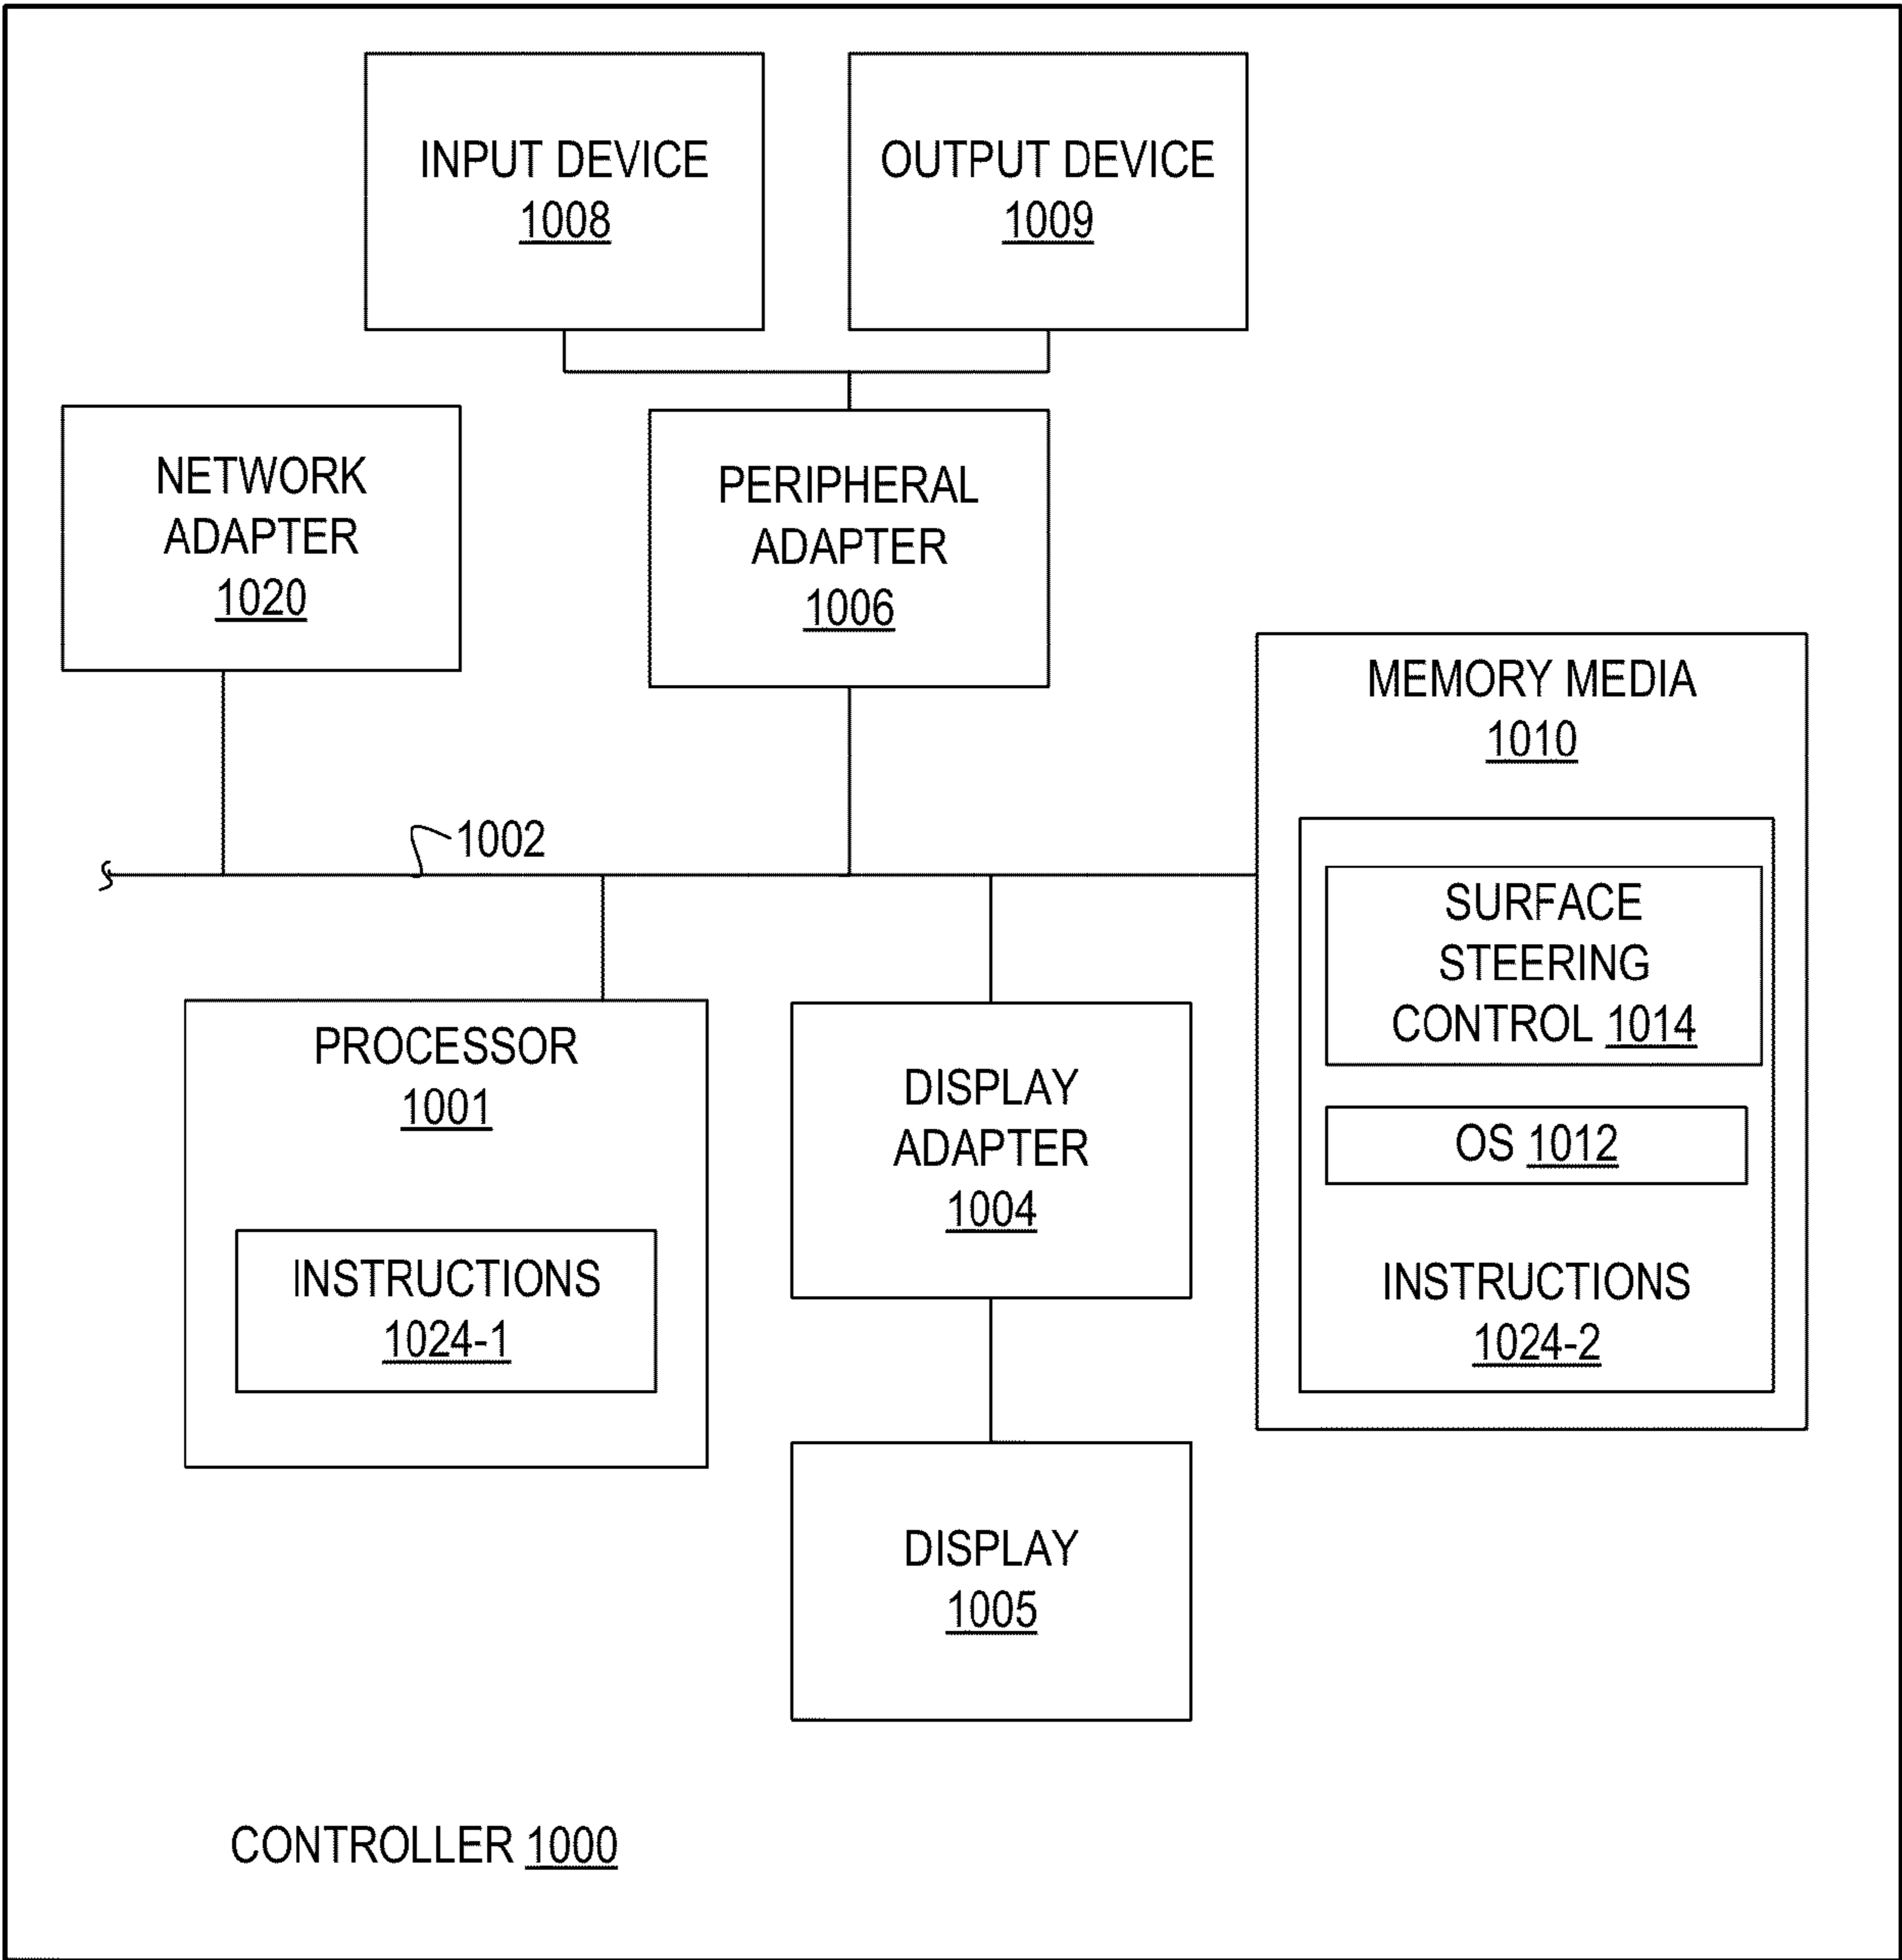 INPUT DEVICE
1008
OUTPUT DEVICE
1009
NETWORK
ADAPTER
1020
PERIPHERAL
ADAPTER
1006
MEMORY MEDIA
1010
1002
SURFACE
STEERING
CONTROL 1014
OS 1012
INSTRUCTIONS
1024-2
PROCESSOR
1001
INSTRUCTIONS
1024-1
DISPLAY
ADAPTER
1004
DISPLAY
1005
CONTROLLER 1000